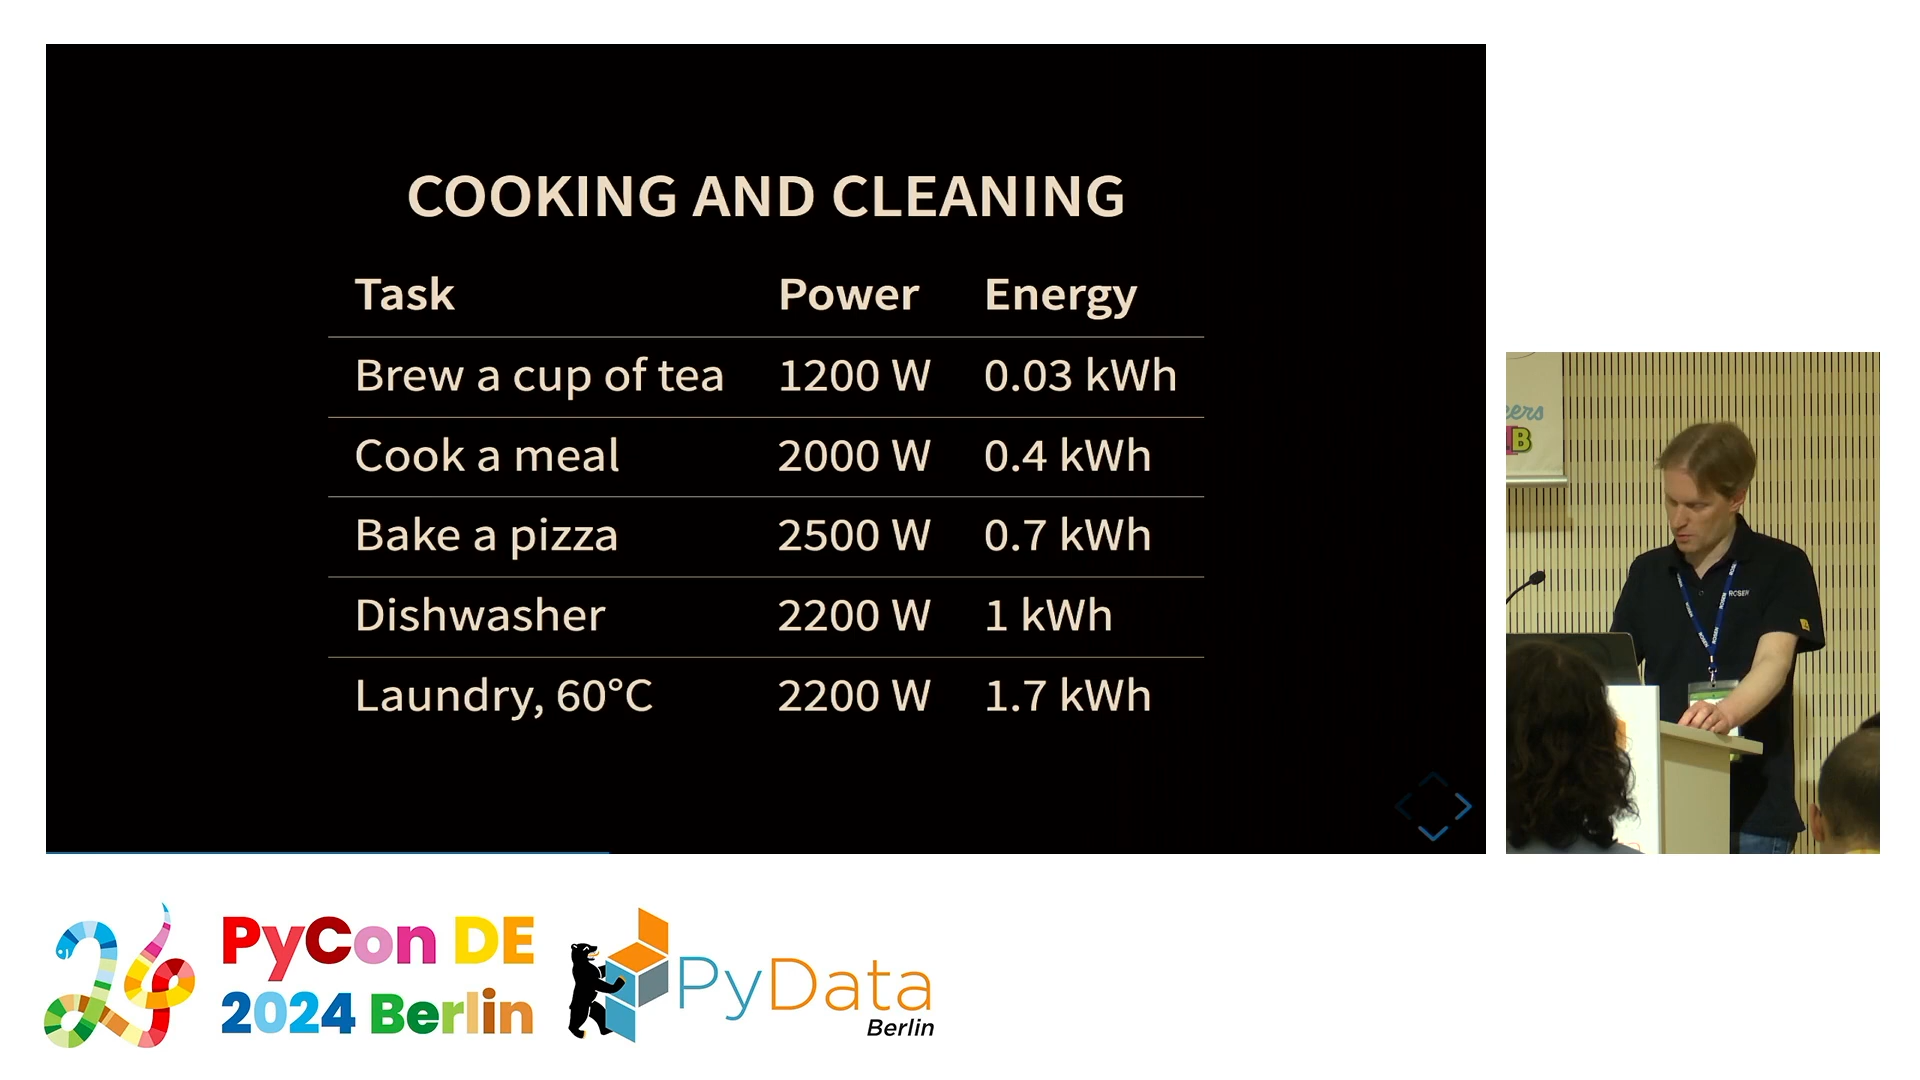 COOKING AND CLEANING
Task Power Energy
Brew a cup of tea 1200 W 0.03 kWh
Cook a meal 2000 W 0.4 kWh
Bake a pizza 2500 W 0.7 kWh
Dishwasher 2200 W 1 kWh
Laundry, 60°C 2200 W 1.7 kWh
ROSEN
PyCon DE
2024 Berlin
PyData
Berlin